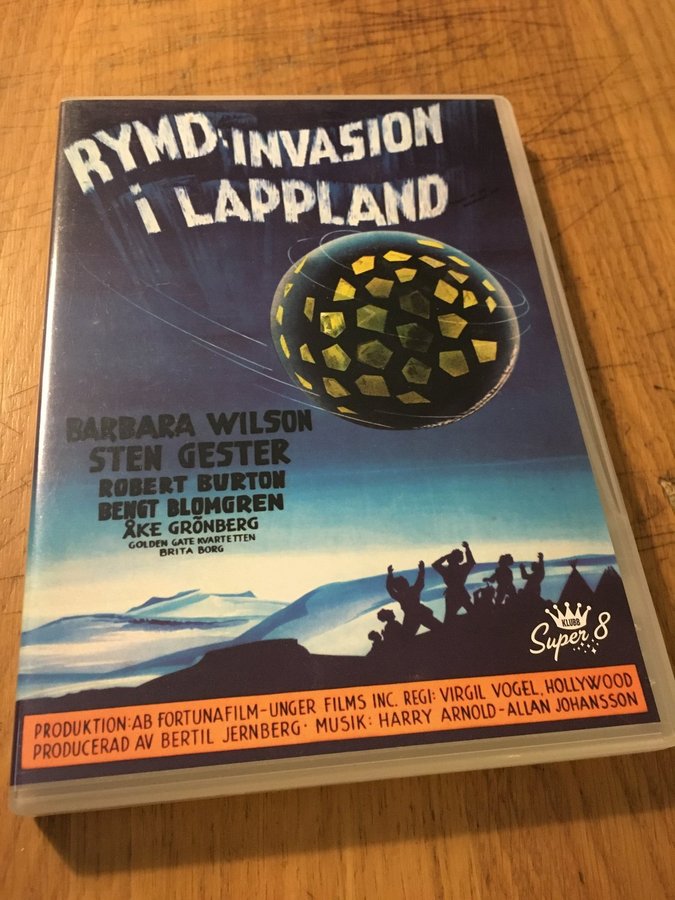 RYMD-INVASION
i LAPPLAND
BARBARA WILSON
STEN GESTER
ROBERT BURTON
BENGT BLOMGREN
ÅKE GRÖNBERG
GOLDEN GATE KVARTETTEN
BRITA BORG
KLUBB
Super 8
PRODUKTION: AB FORTUNAFILM-UNGER FILMS INC. REGI: VIRGIL VOGEL, HOLLYWOOD
PRODUCERAD AV BERTIL JERNBERG · MUSIK: HARRY ARNOLD-ALLAN JOHANSSON